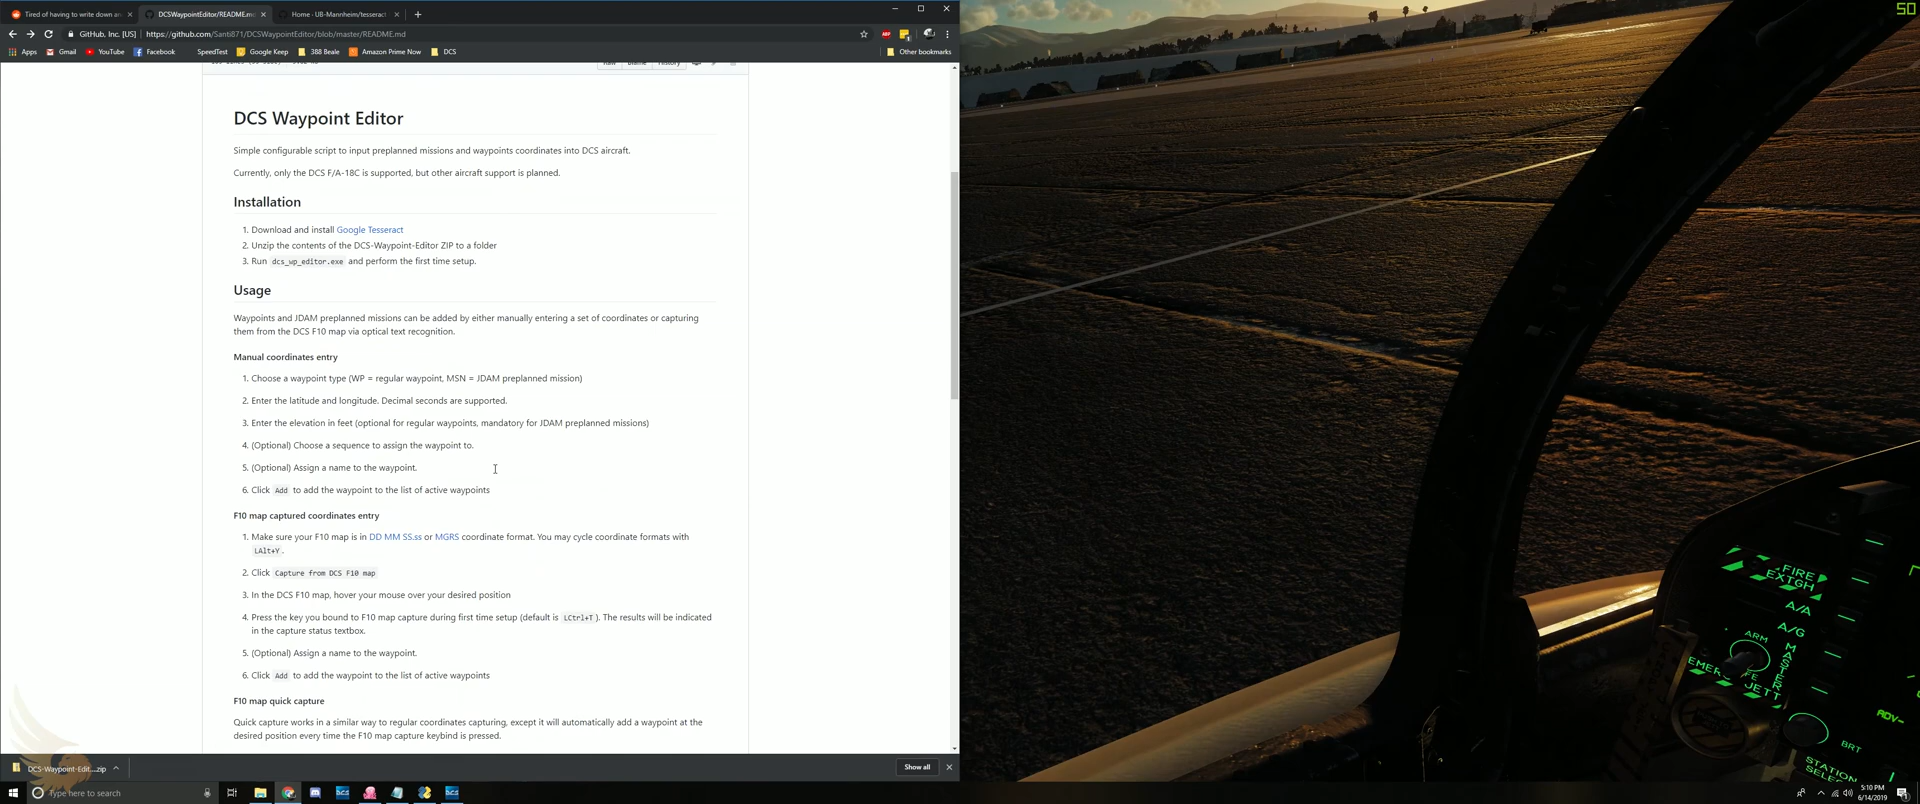 Tired of having to write down an
DCSWaypointEditor/README.m
Home · UB-Mannheim/tesseract
GitHub, Inc. [US] | https://github.com/Santi871/DCSWaypointEditor/blob/master/README.md
Apps Gmail YouTube Facebook SpeedTest Google Keep 388 Beale Amazon Prime Now DCS Other bookmarks
Raw Blame History
DCS Waypoint Editor
Simple configurable script to input preplanned missions and waypoints coordinates into DCS aircraft.
Currently, only the DCS F/A-18C is supported, but other aircraft support is planned.
Installation
1. Download and install Google Tesseract
2. Unzip the contents of the DCS-Waypoint-Editor ZIP to a folder
3. Run dcs_wp_editor.exe and perform the first time setup.
Usage
Waypoints and JDAM preplanned missions can be added by either manually entering a set of coordinates or capturing
them from the DCS F10 map via optical text recognition.
Manual coordinates entry
1. Choose a waypoint type (WP = regular waypoint, MSN = JDAM preplanned mission)
2. Enter the latitude and longitude. Decimal seconds are supported.
3. Enter the elevation in feet (optional for regular waypoints, mandatory for JDAM preplanned missions)
4. (Optional) Choose a sequence to assign the waypoint to.
5. (Optional) Assign a name to the waypoint.
6. Click Add to add the waypoint to the list of active waypoints
F10 map captured coordinates entry
1. Make sure your F10 map is in DD MM SS.ss or MGRS coordinate format. You may cycle coordinate formats with
LAlt+Y.
2. Click Capture from DCS F10 map
3. In the DCS F10 map, hover your mouse over your desired position
4. Press the key you bound to F10 map capture during first time setup (default is LCtrl+T). The results will be indicated
in the capture status textbox.
5. (Optional) Assign a name to the waypoint.
6. Click Add to add the waypoint to the list of active waypoints
F10 map quick capture
Quick capture works in a similar way to regular coordinates capturing, except it will automatically add a waypoint at the
desired position every time the F10 map capture keybind is pressed.
DCS-Waypoint-Edit....zip
Show all
Type here to search
5:10 PM
6/14/2019
50
FIRE
EXTGH
A/A
A/G
ARM
MASTER
EMERG JETT
ADV-
BRT
STATION